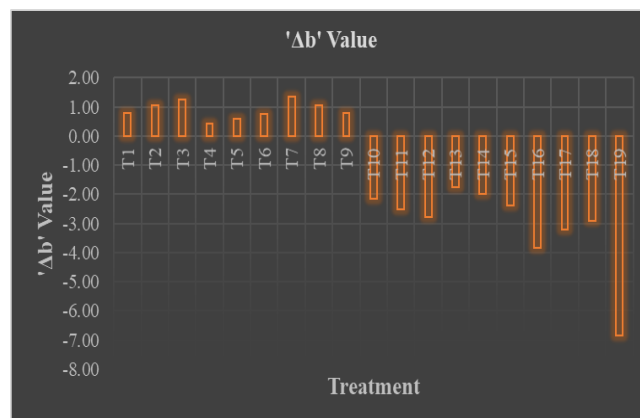 'Δb' Value
2.00
1.00
0.00
-1.00
-2.00
-3.00
-4.00
-5.00
-6.00
-7.00
-8.00
'Δb' Value
T1
T2
T3
T4
T5
T6
T7
T8
T9
T10
T11
T12
T13
T14
T15
T16
T17
T18
T19
Treatment